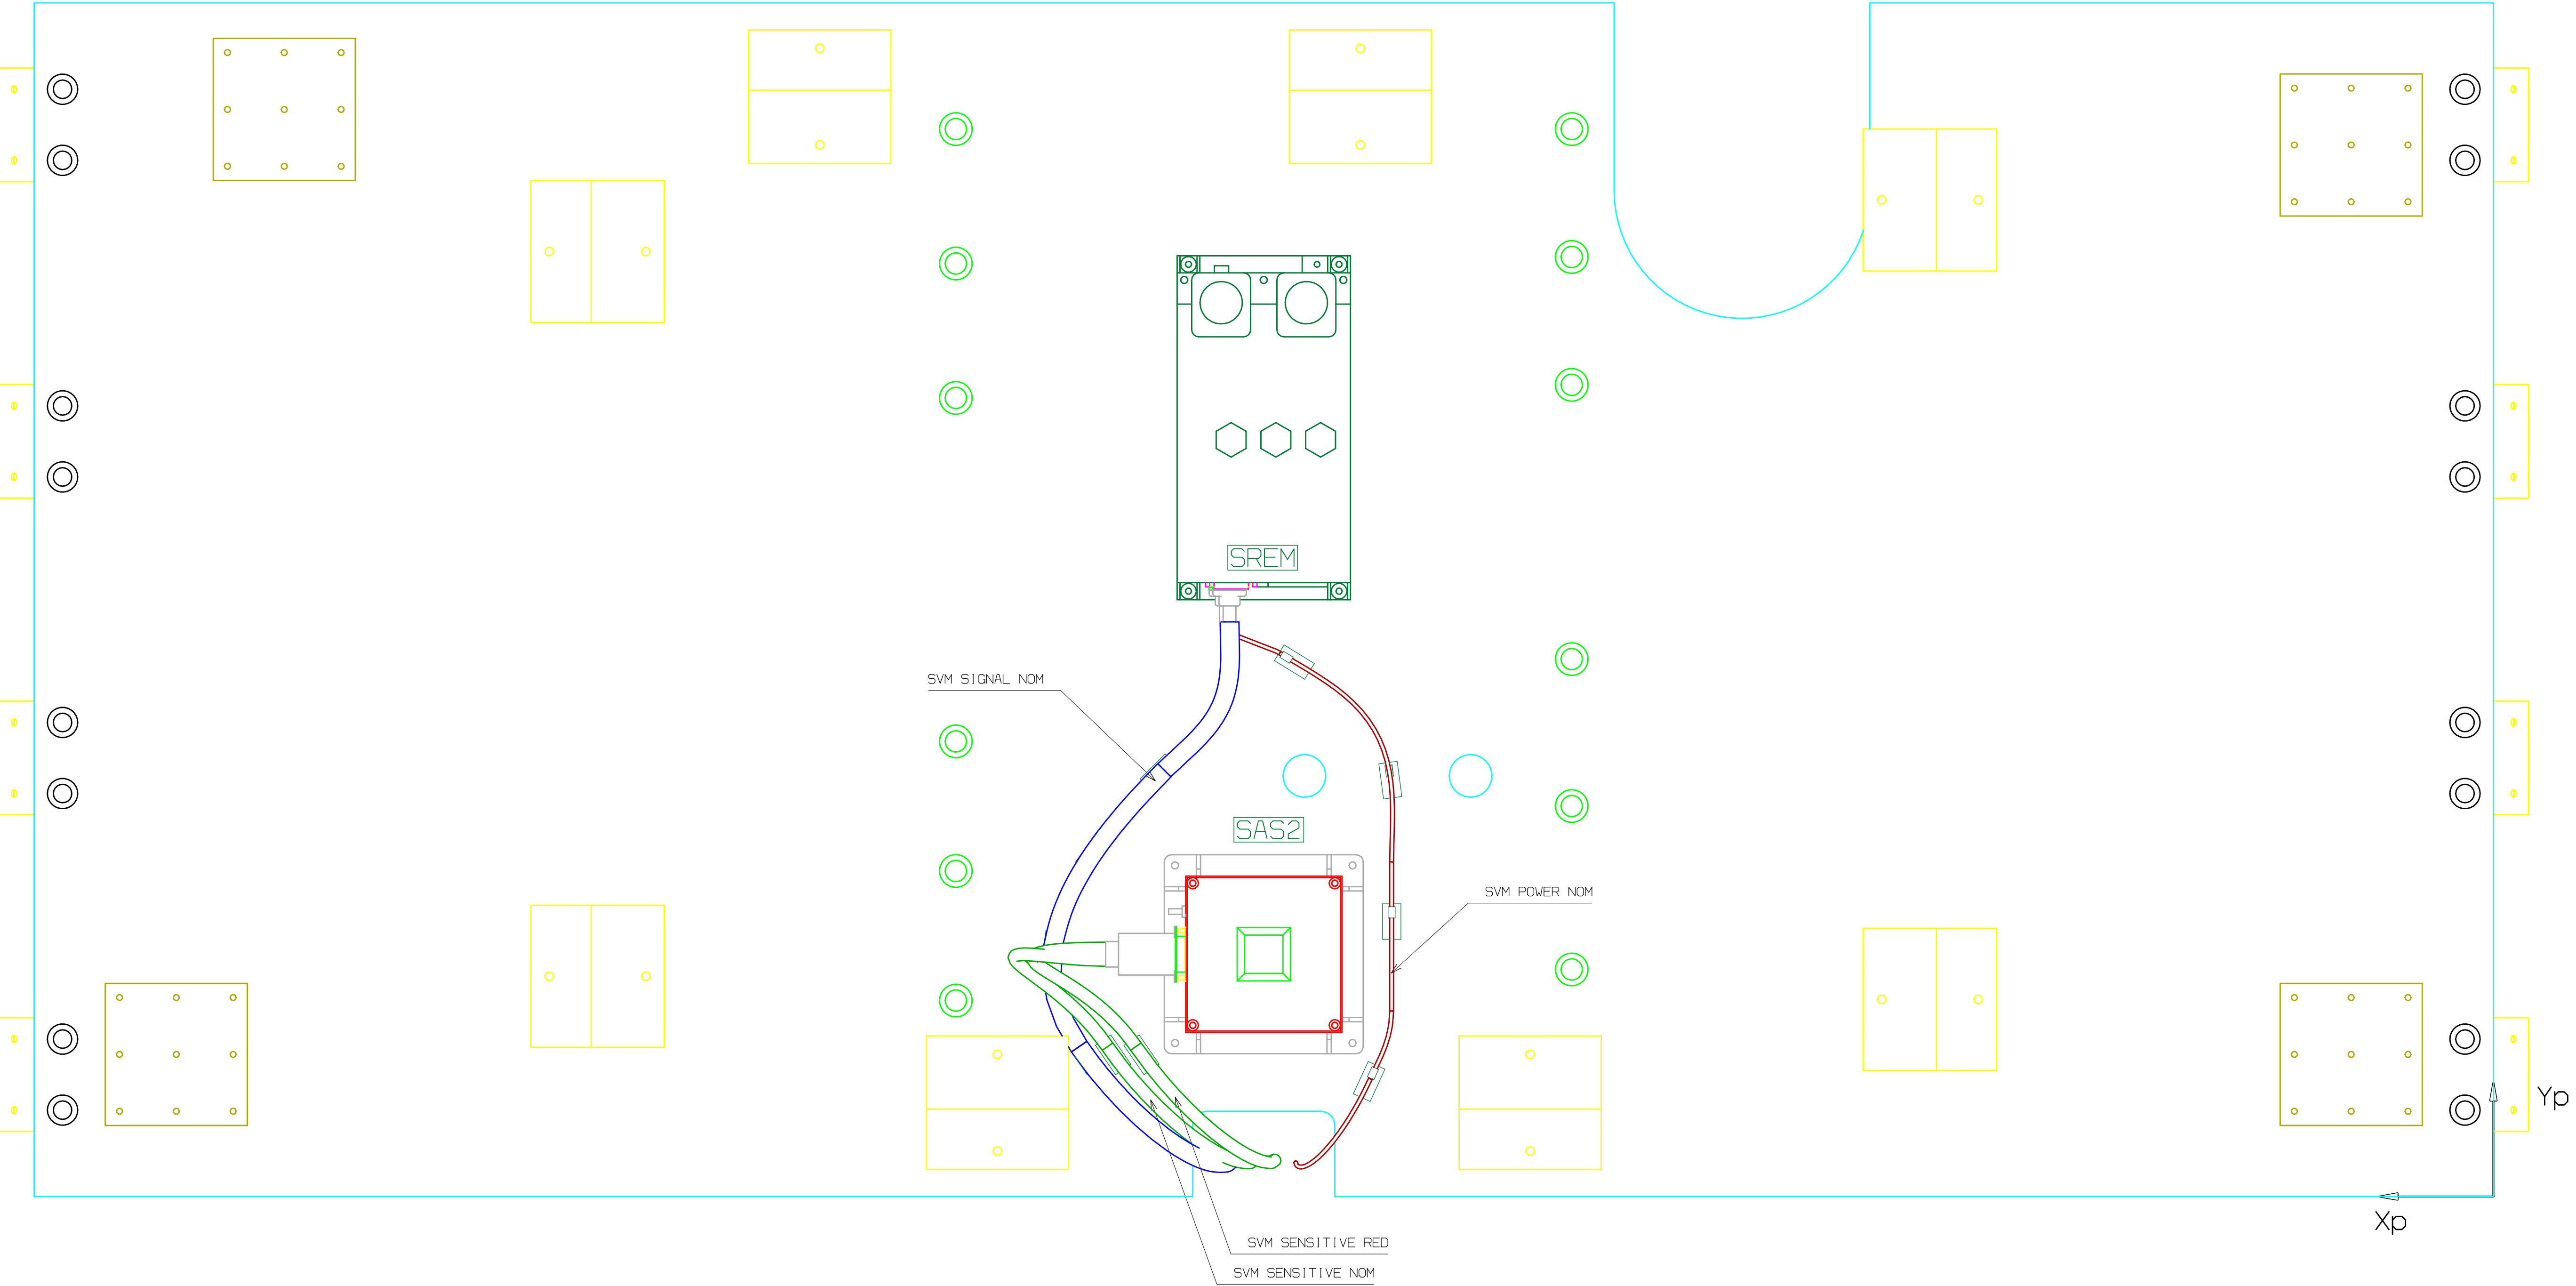 SREM
SVM SIGNAL NOM
SAS2
SVM POWER NOM
Yp
Xp
SVM SENSITIVE RED
SVM SENSITIVE NOM